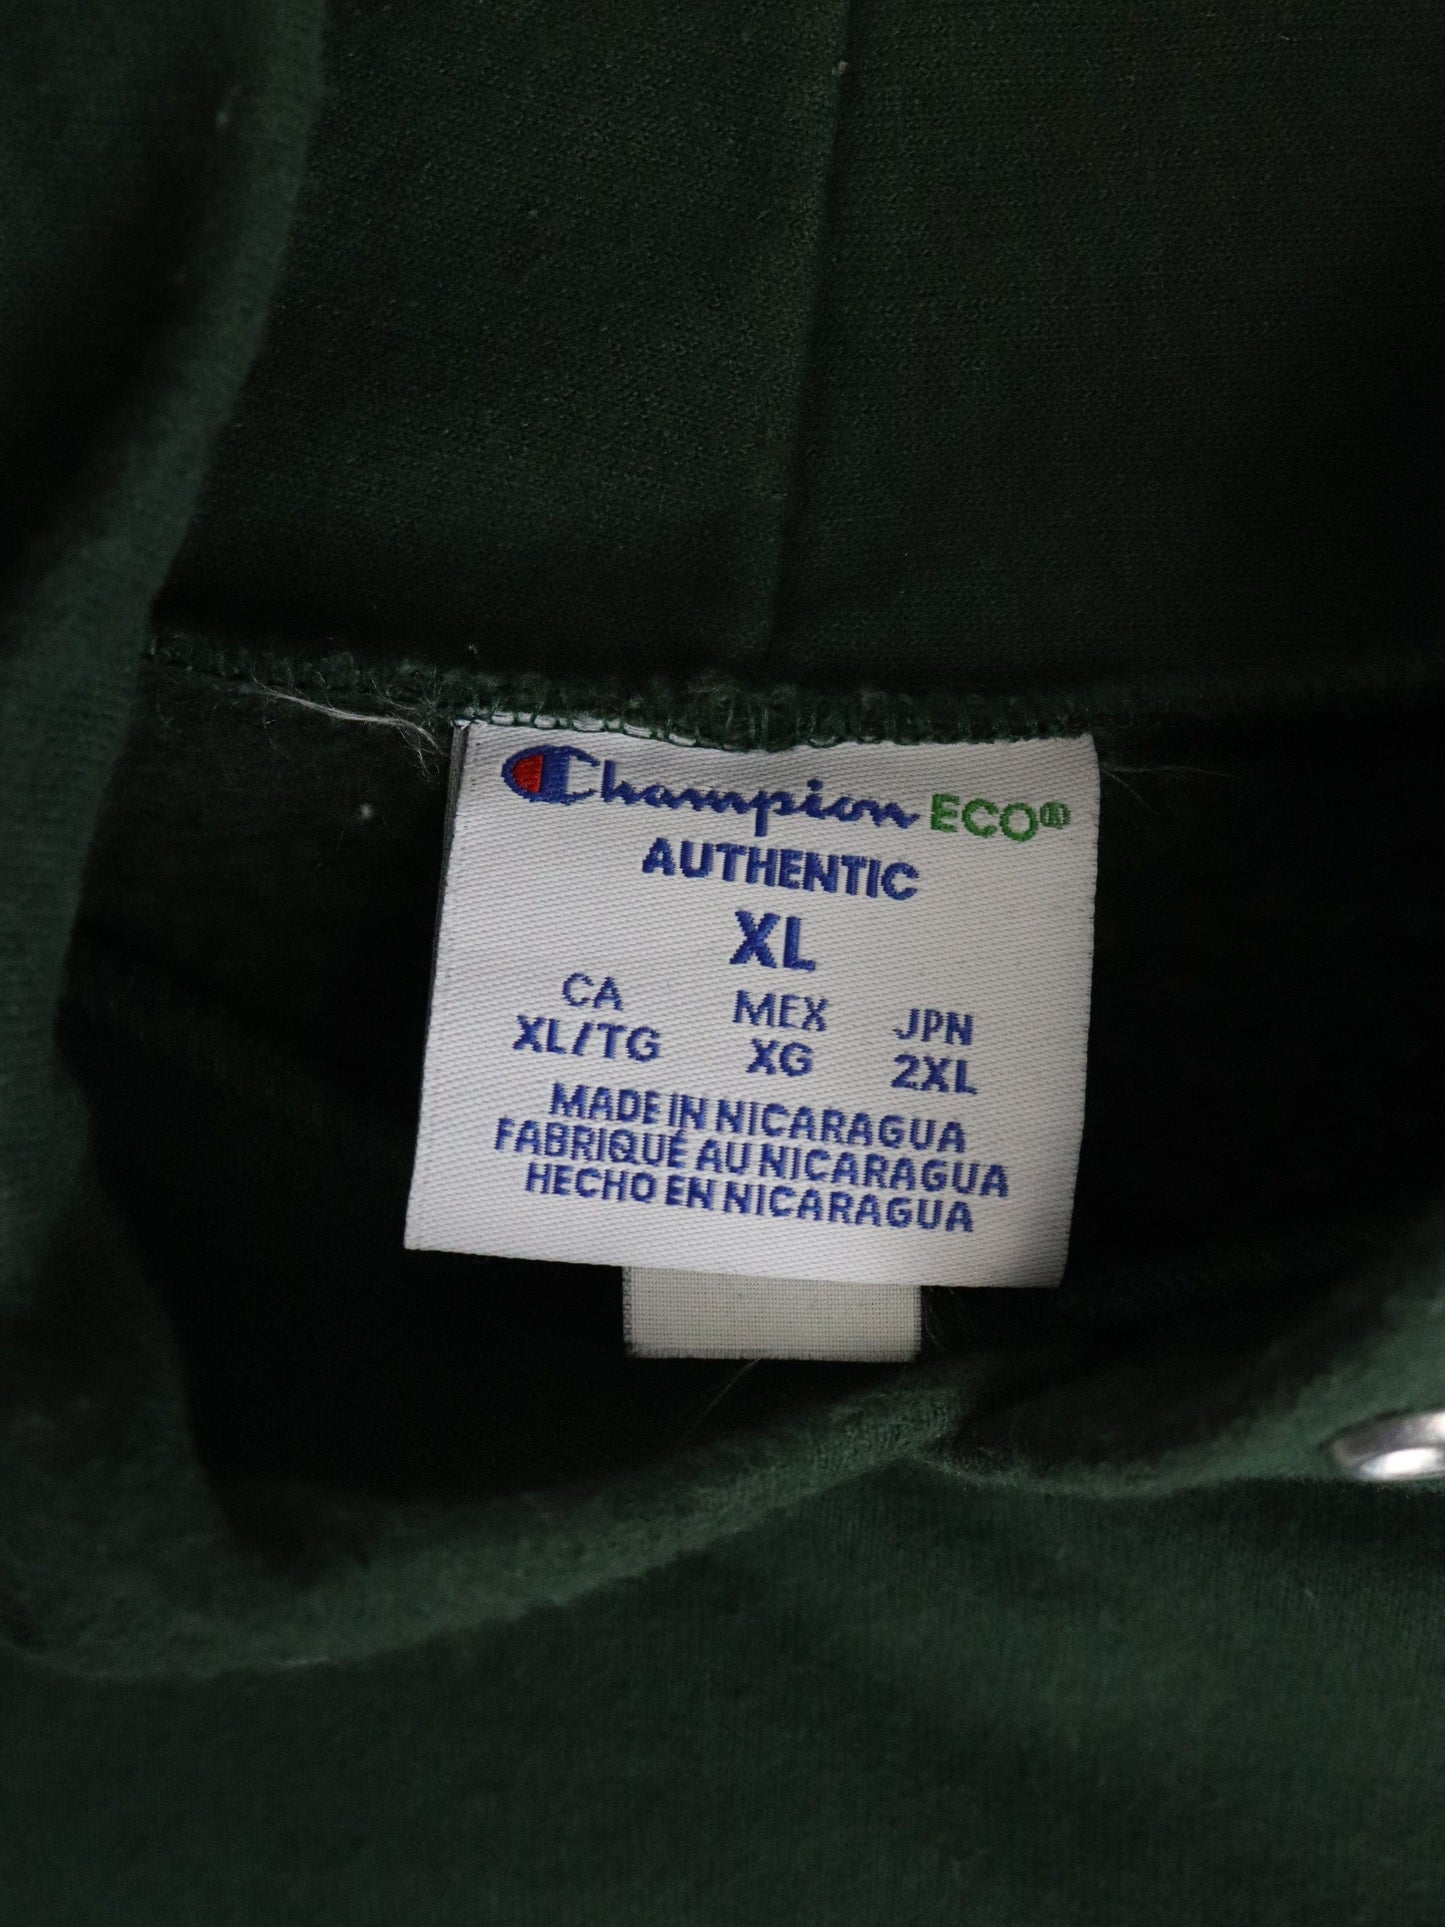 Champion ECO®
AUTHENTIC
XL
CA MEX JPN
XL/TG XG 2XL
MADE IN NICARAGUA
FABRIQUÉ AU NICARAGUA
HECHO EN NICARAGUA